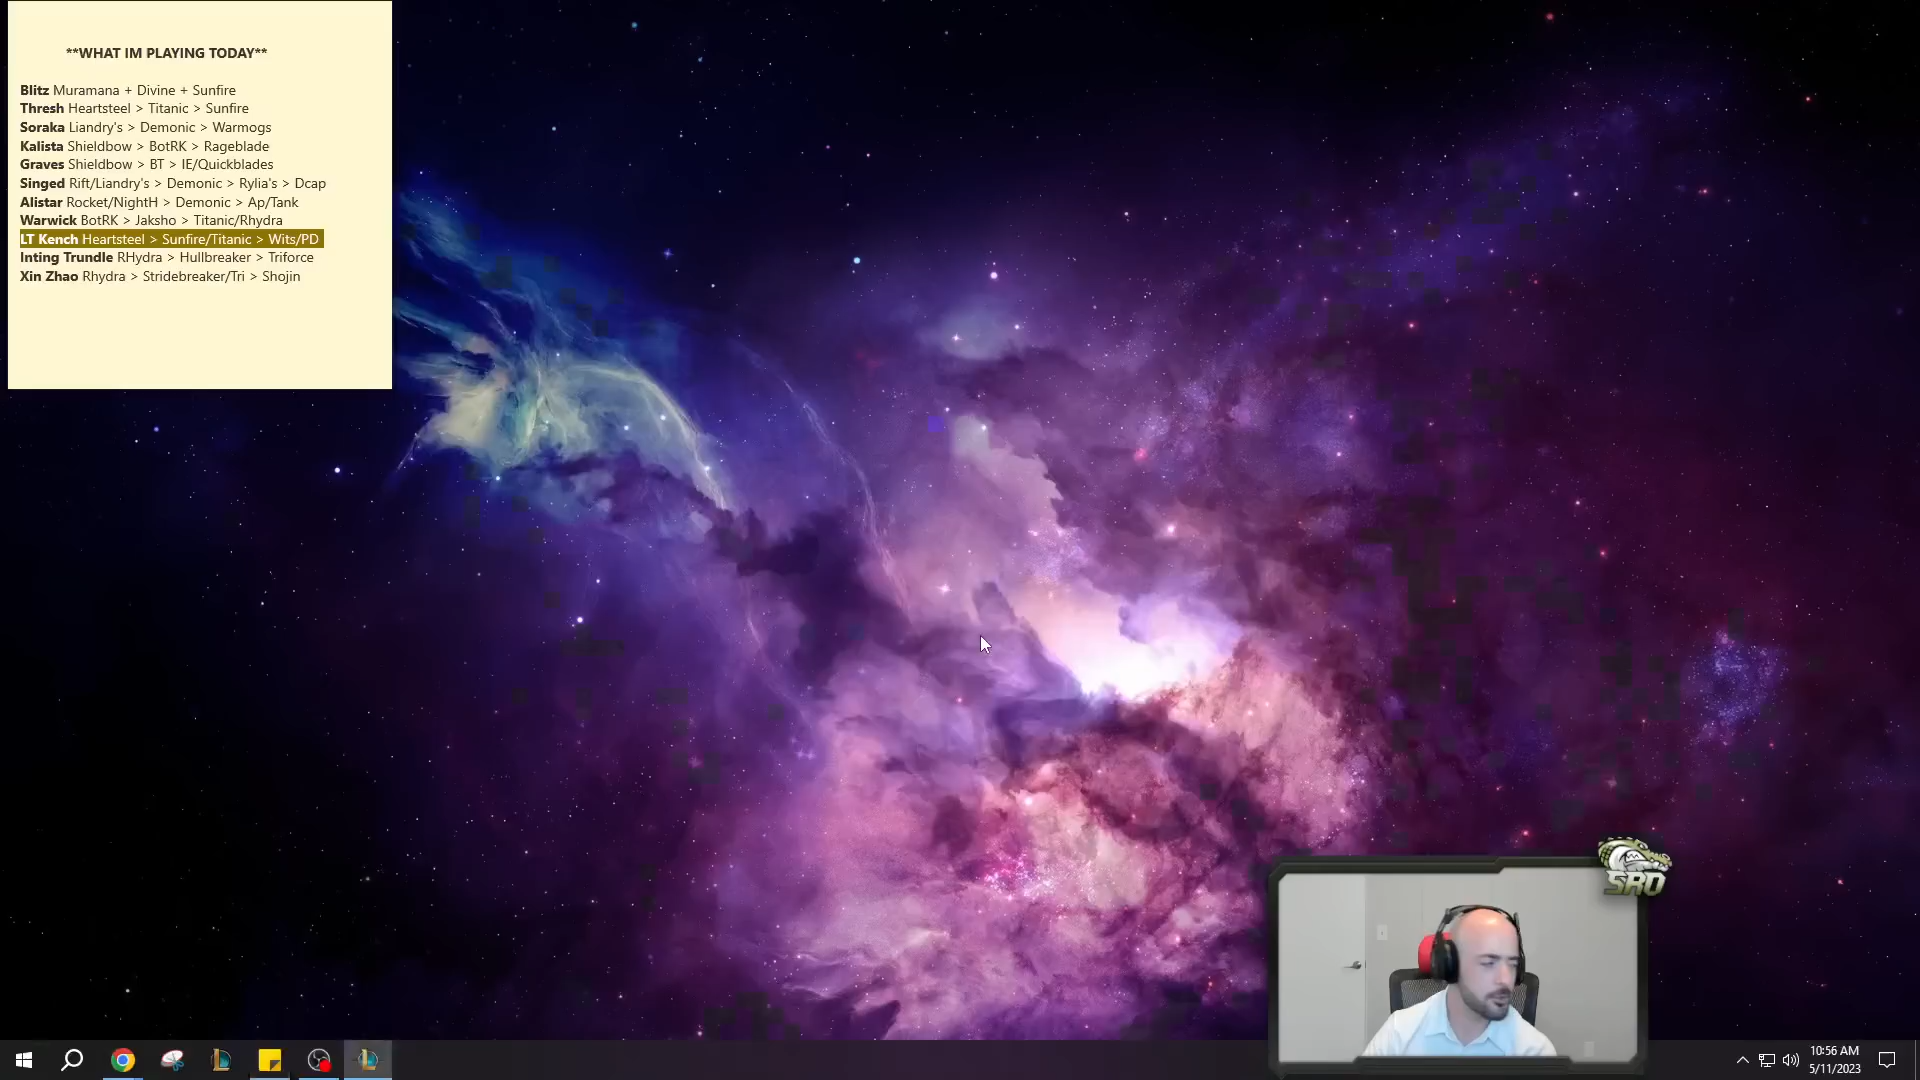 **WHAT IM PLAYING TODAY**
Blitz Muramana + Divine + Sunfire
Thresh Heartsteel > Titanic > Sunfire
Soraka Liandry's > Demonic > Warmogs
Kalista Shieldbow > BotRK > Rageblade
Graves Shieldbow > BT > IE/Quickblades
Singed Rift/Liandry's > Demonic > Rylia's > Dcap
Alistar Rocket/NightH > Demonic > Ap/Tank
Warwick BotRK > Jaksho > Titanic/Rhydra
LT Kench Heartsteel > Sunfire/Titanic > Wits/PD
Inting Trundle RHydra > Hullbreaker > Triforce
Xin Zhao Rhydra > Stridebreaker/Tri > Shojin
SRO
10:56 AM
5/11/2023